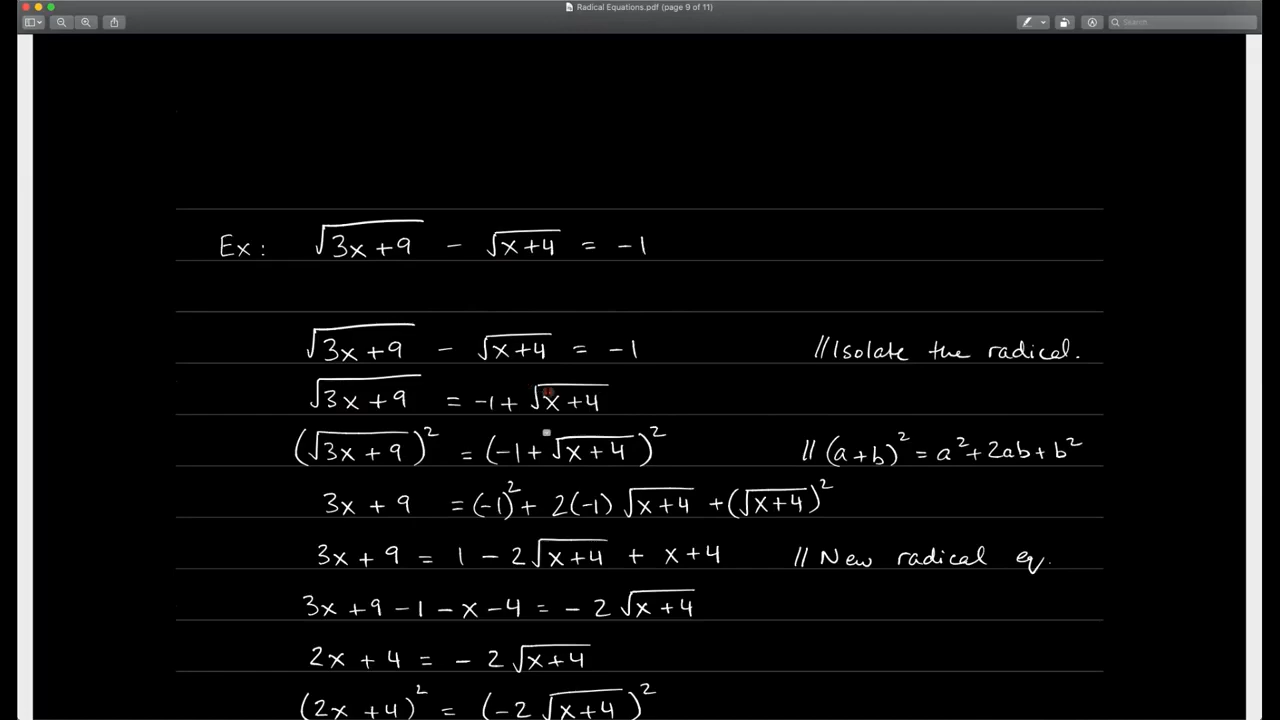 Radical Equations.pdf (page 9 of 11)
Search
Ex: √(3x+9) - √(x+4) = -1
√(3x+9) - √(x+4) = -1 //Isolate the radical.
√(3x+9) = -1 + √(x+4)
(√(3x+9))² = (-1 + √(x+4))² // (a+b)² = a² + 2ab + b²
3x + 9 = (-1)² + 2(-1) √(x+4) + (√(x+4))²
3x + 9 = 1 - 2√(x+4) + x+4 // New radical eq.
3x + 9 - 1 - x - 4 = - 2 √(x+4)
2x + 4 = - 2 √(x+4)
(2x + 4)² = (-2 √(x+4))²